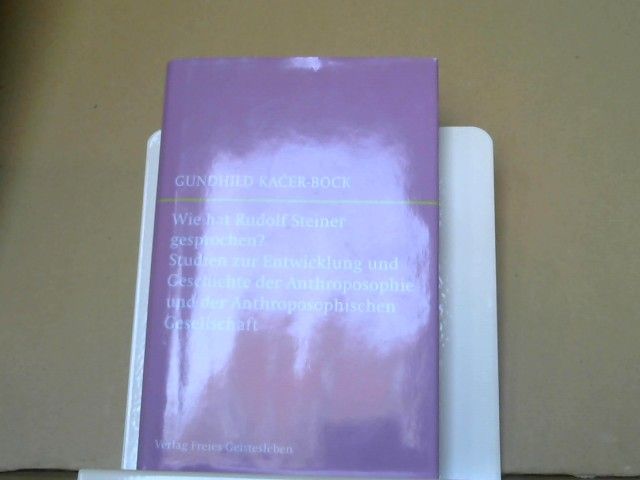 GUNDHILD KAČER-BOCK
Wie hat Rudolf Steiner
gesprochen?
Studien zur Entwicklung und
Geschichte der Anthroposophie
und der Anthroposophischen
Gesellschaft
Verlag Freies Geistesleben